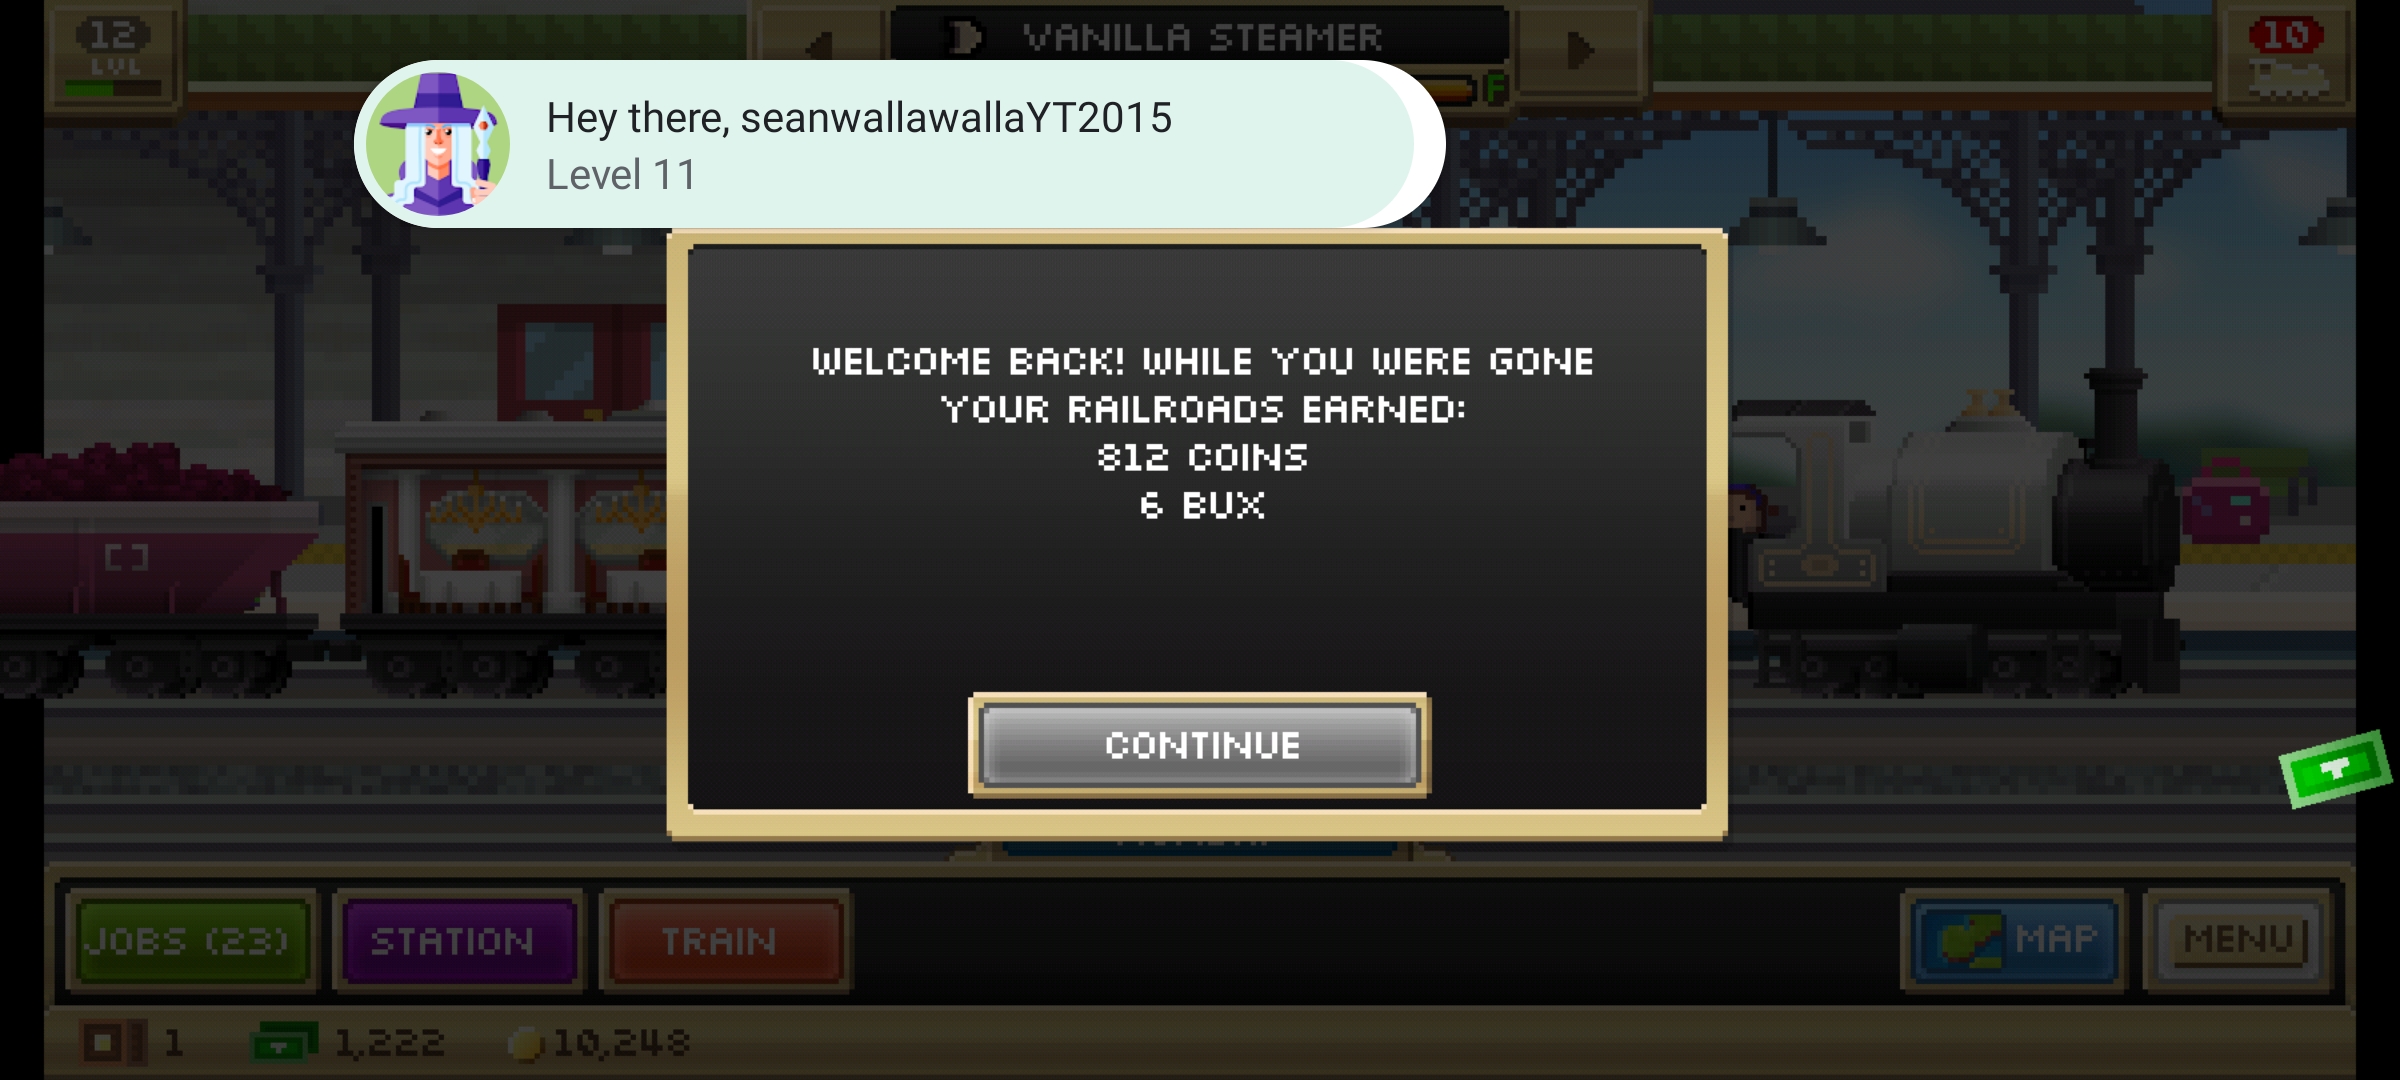 12
LVL
VANILLA STEAMER
10
F
Hey there, seanwallawallaYT2015
Level 11
WELCOME BACK! WHILE YOU WERE GONE
YOUR RAILROADS EARNED:
812 COINS
6 BUX
CONTINUE
JOBS (23)
STATION
TRAIN
MAP
MENU
1
1,222
10,248